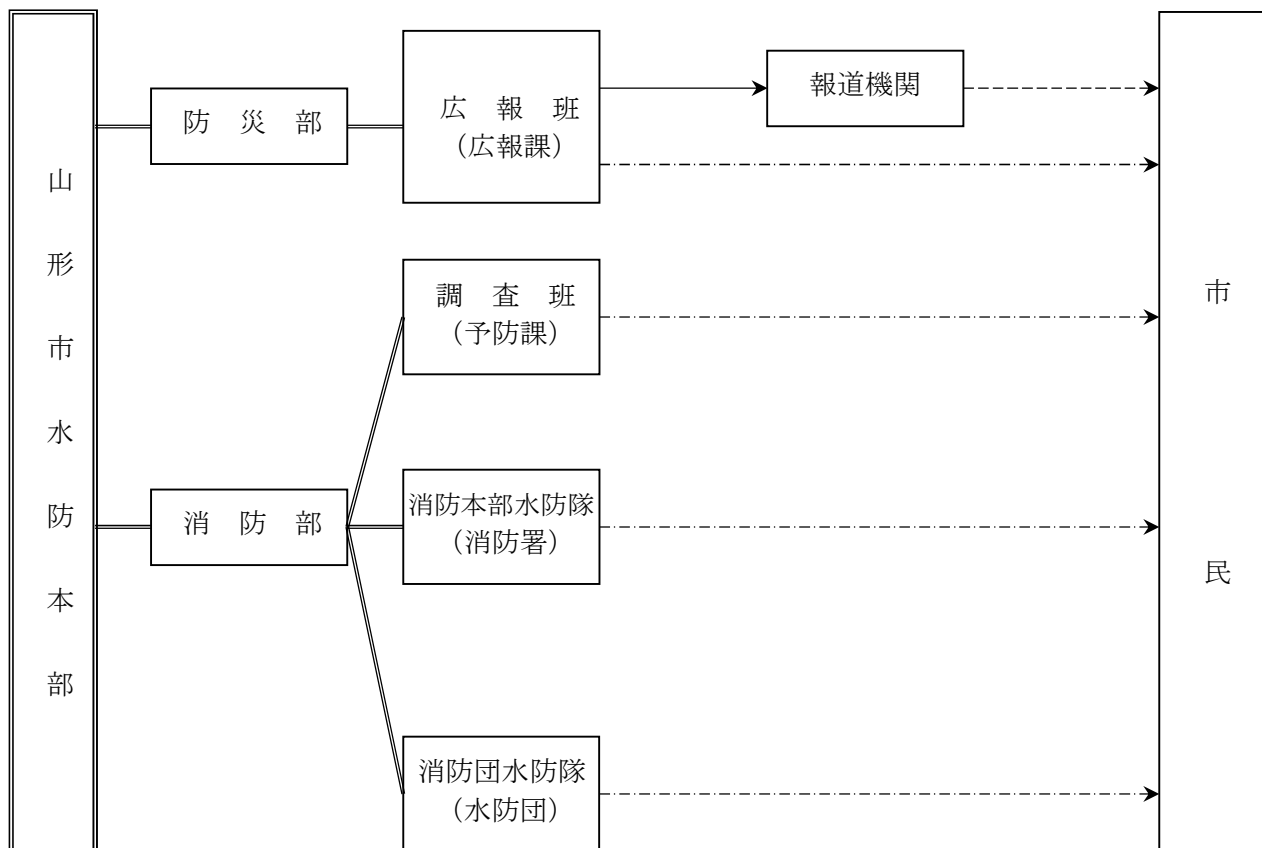 山形市水防本部
防災部
広報班
（広報課）
報道機関
調査班
（予防課）
消防部
消防本部水防隊
（消防署）
消防団水防隊
（水防団）
市民